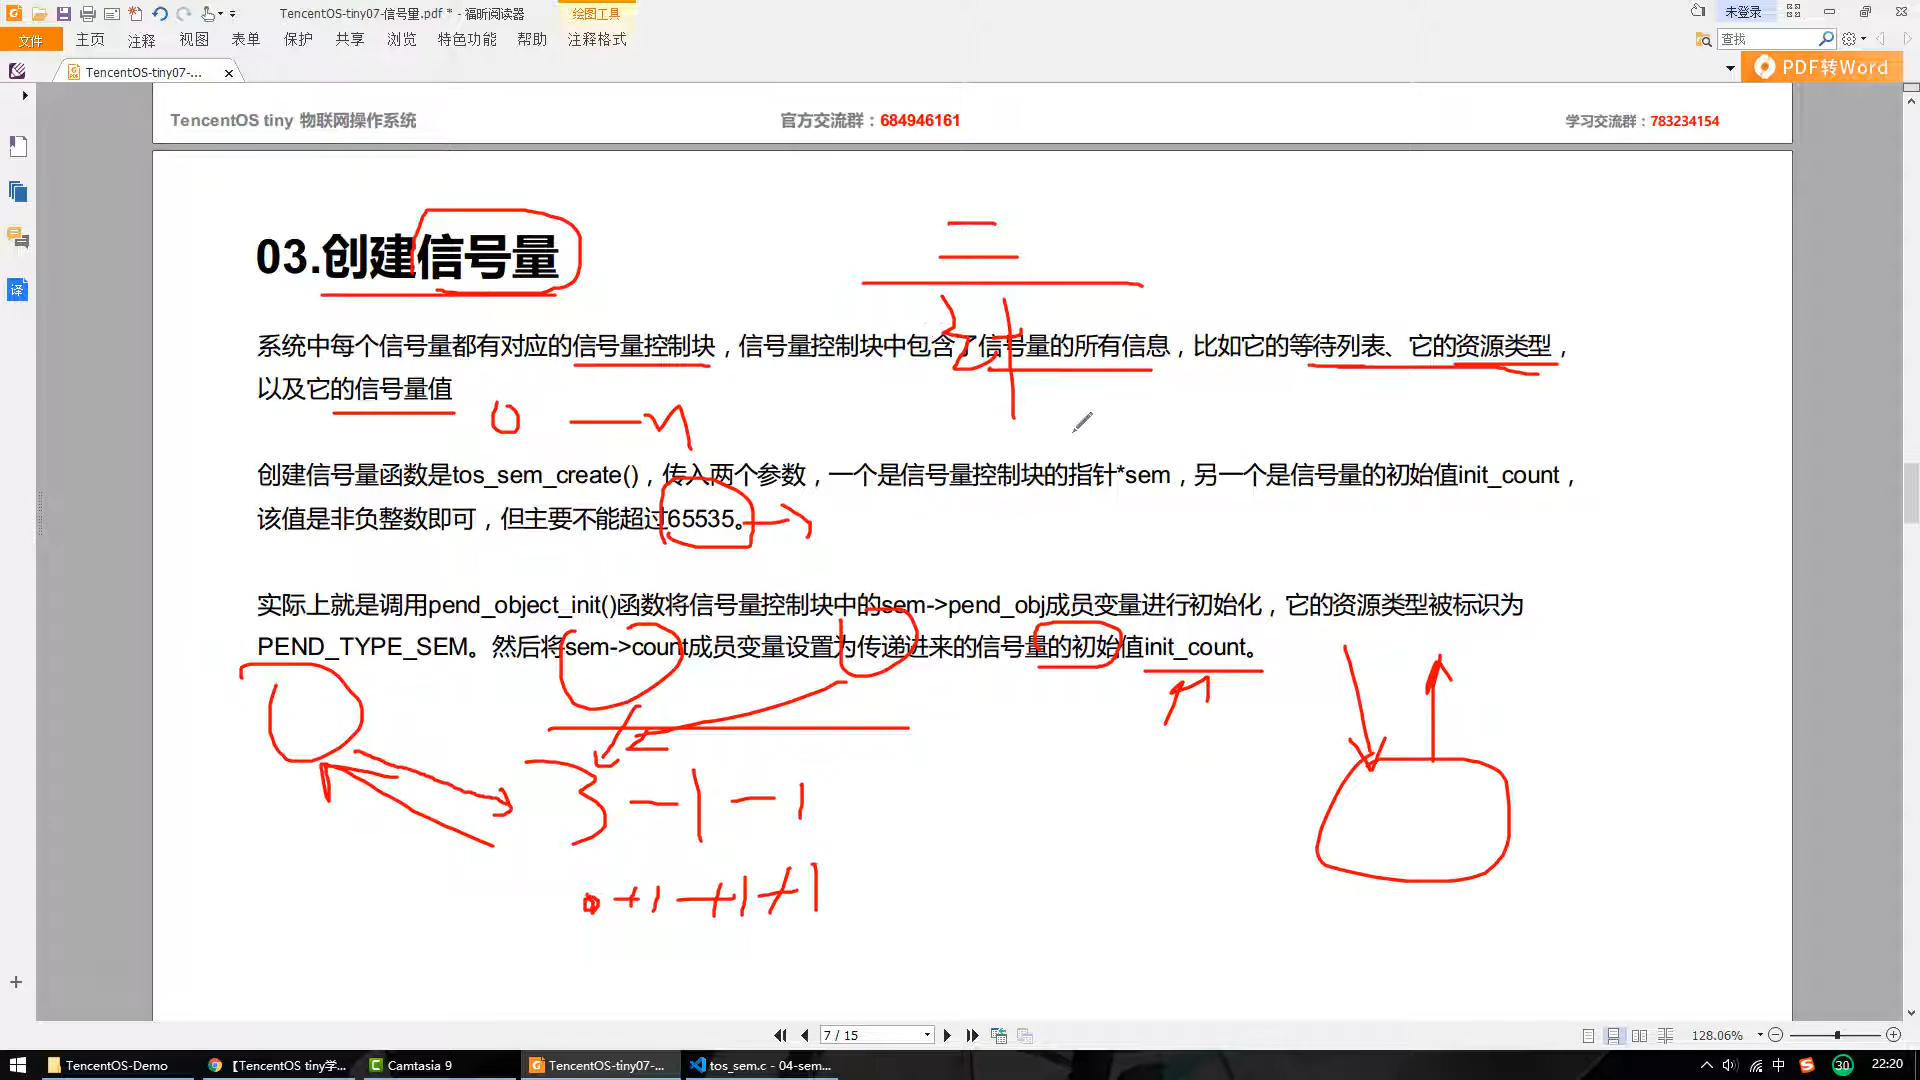 TencentOS-tiny07-信号量.pdf * - 福昕阅读器
绘图工具
未登录
文件 主页 注释 视图 表单 保护 共享 浏览 特色功能 帮助 注释格式
查找
TencentOS-tiny07-...
PDF转Word
TencentOS tiny 物联网操作系统
官方交流群：684946161
学习交流群：783234154
译
03.创建信号量
系统中每个信号量都有对应的信号量控制块，信号量控制块中包含了信号量的所有信息，比如它的等待列表、它的资源类型，
以及它的信号量值
0 — n
创建信号量函数是tos_sem_create()，传入两个参数，一个是信号量控制块的指针*sem，另一个是信号量的初始值init_count，
该值是非负整数即可，但主要不能超过65535。
实际上就是调用pend_object_init()函数将信号量控制块中的sem->pend_obj成员变量进行初始化，它的资源类型被标识为
PEND_TYPE_SEM。然后将sem->count成员变量设置为传递进来的信号量的初始值init_count。
3 - 1 - 1
0 +1 +1 +1
7 / 15
128.06%
TencentOS-Demo
【TencentOS tiny学...
Camtasia 9
TencentOS-tiny07-...
tos_sem.c - 04-sem...
中
30
22:20